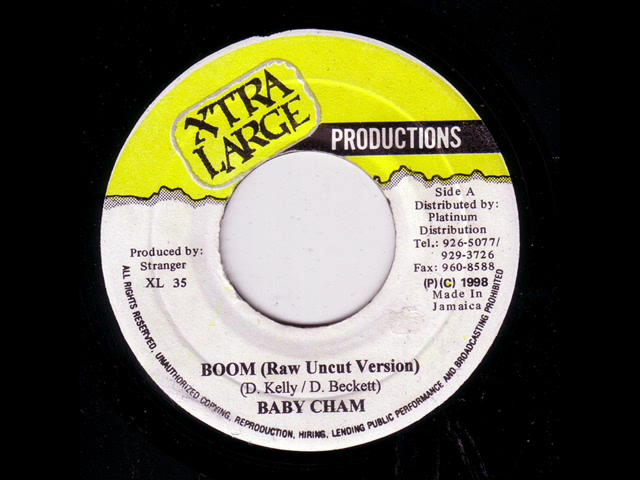 XTRA
LARGE
PRODUCTIONS
Side A
Distributed by:
Platinum
Distribution
Tel.: 926-5077/
929-3726
Fax: 960-8588
(P)(C) 1998
Made In
Jamaica
Produced by:
Stranger
XL 35
BOOM (Raw Uncut Version)
(D. Kelly / D. Beckett)
BABY CHAM
ALL RIGHTS RESERVED, UNAUTHORIZED COPYING, REPRODUCTION, HIRING, LENDING PUBLIC PERFORMANCE AND BROADCASTING PROHIBITED